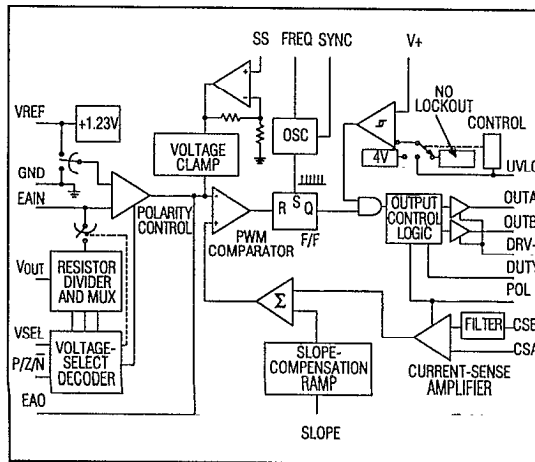 SS FREQ SYNC V+
VREF
+1.23V
NO
LOCKOUT
CONTROL
VOLTAGE
CLAMP
OSC
4V
GND
UVLO
EAIN
POLARITY
CONTROL
R S Q
F/F
PWM
COMPARATOR
OUTPUT
CONTROL
LOGIC
OUTA
OUTB
DRV-
DUTY
POL
VOUT
RESISTOR
DIVIDER
AND MUX
Σ
FILTER
CSB
CSA
VSEL
P/Z/N
VOLTAGE-
SELECT
DECODER
SLOPE-
COMPENSATION
RAMP
CURRENT-SENSE
AMPLIFIER
EAO
SLOPE